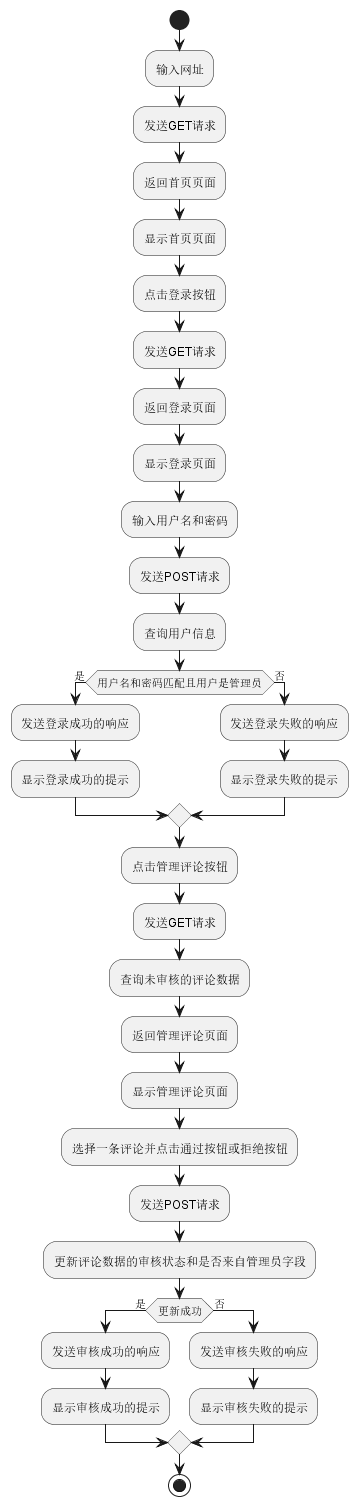 输入网址
发送GET请求
返回首页页面
显示首页页面
点击登录按钮
发送GET请求
返回登录页面
显示登录页面
输入用户名和密码
发送POST请求
查询用户信息
是
用户名和密码匹配且用户是管理员
否
发送登录成功的响应
发送登录失败的响应
显示登录成功的提示
显示登录失败的提示
点击管理评论按钮
发送GET请求
查询未审核的评论数据
返回管理评论页面
显示管理评论页面
选择一条评论并点击通过按钮或拒绝按钮
发送POST请求
更新评论数据的审核状态和是否来自管理员字段
是
更新成功
否
发送审核成功的响应
发送审核失败的响应
显示审核成功的提示
显示审核失败的提示